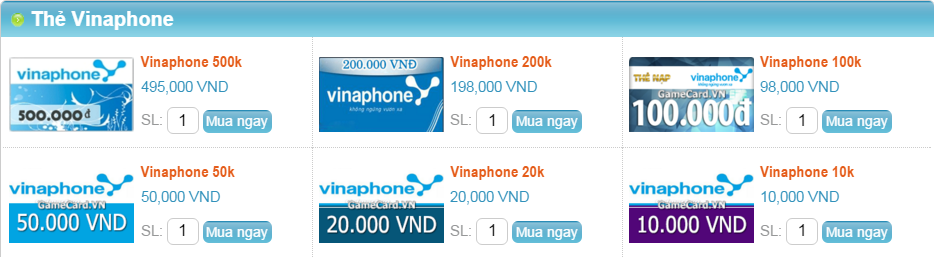 Thẻ Vinaphone
vinaphone
500.000đ
Vinaphone 500k
495,000 VND
SL: 1 Mua ngay
200.000 VNĐ
vinaphone
không ngừng vươn xa
Vinaphone 200k
198,000 VND
SL: 1 Mua ngay
THẺ NẠP vinaphone
GameCard.VN
100.000đ
Vinaphone 100k
98,000 VND
SL: 1 Mua ngay
vinaphone
GameCard.VN
50.000 VND
Vinaphone 50k
50,000 VND
SL: 1 Mua ngay
vinaphone
GameCard.VN
20.000 VND
Vinaphone 20k
20,000 VND
SL: 1 Mua ngay
vinaphone
GameCard.VN
10.000 VND
Vinaphone 10k
10,000 VND
SL: 1 Mua ngay